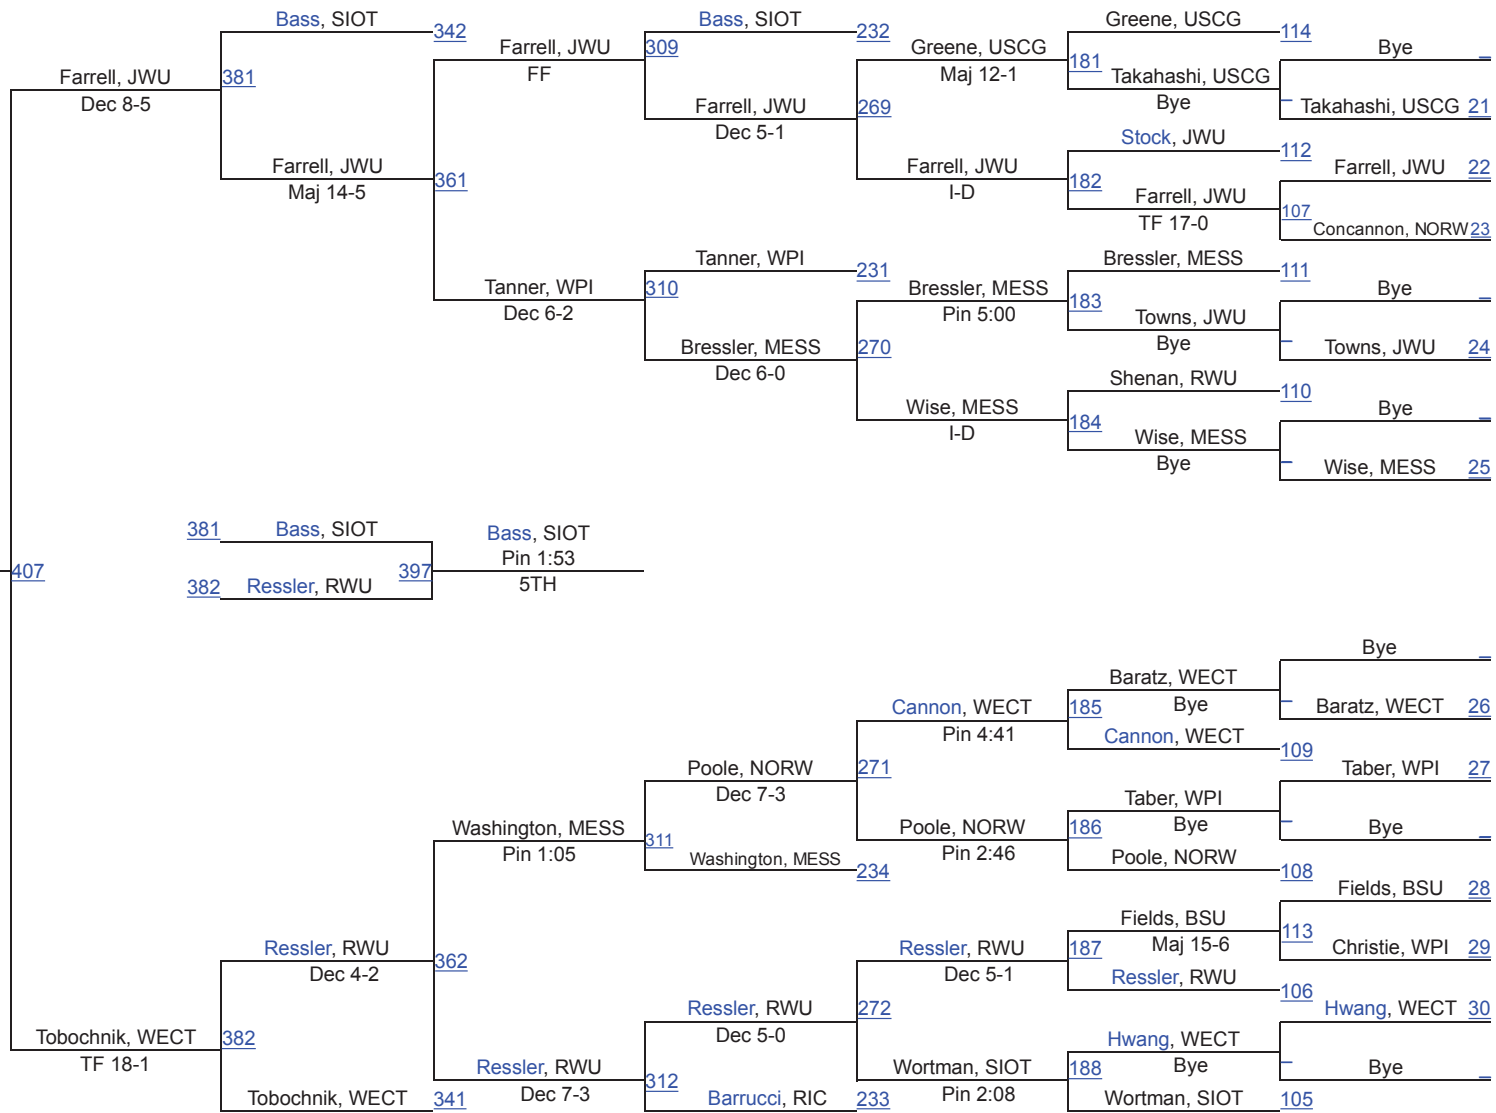 Bass, SIOT
342
Farrell, JWU
Dec 8-5
381
Farrell, JWU
Maj 14-5
Farrell, JWU
FF
361
Tanner, WPI
Dec 6-2
Bass, SIOT
232
309
Farrell, JWU
Dec 5-1
Tanner, WPI
231
310
Bressler, MESS
Dec 6-0
Greene, USCG
Maj 12-1
269
Farrell, JWU
I-D
Bressler, MESS
Pin 5:00
270
Wise, MESS
I-D
Greene, USCG
114
181
Takahashi, USCG
Bye
Stock, JWU
112
182
Farrell, JWU
TF 17-0
Bressler, MESS
111
183
Towns, JWU
Bye
Shenan, RWU
110
184
Wise, MESS
Bye
Bye
Takahashi, USCG 21
Farrell, JWU 22
107
Concannon, NORW 23
Bye
Towns, JWU 24
Bye
Wise, MESS 25
381 Bass, SIOT
382 Ressler, RWU
397
Bass, SIOT
Pin 1:53
5TH
407
Tobochnik, WECT
TF 18-1
382
Ressler, RWU
Dec 4-2
Tobochnik, WECT 341
362
Washington, MESS
Pin 1:05
Ressler, RWU
Dec 7-3
311
Poole, NORW
Dec 7-3
Washington, MESS 234
312
Ressler, RWU
Dec 5-0
Barrucci, RIC 233
271
Cannon, WECT
Pin 4:41
Poole, NORW
Pin 2:46
272
Ressler, RWU
Dec 5-1
Wortman, SIOT
Pin 2:08
185
Baratz, WECT
Bye
Cannon, WECT 109
186
Taber, WPI
Bye
Poole, NORW 108
187
Fields, BSU
Maj 15-6
Ressler, RWU 106
188
Hwang, WECT
Bye
Wortman, SIOT 105
Bye
Baratz, WECT 26
Taber, WPI 27
Bye
Fields, BSU 28
113
Christie, WPI 29
Hwang, WECT 30
Bye